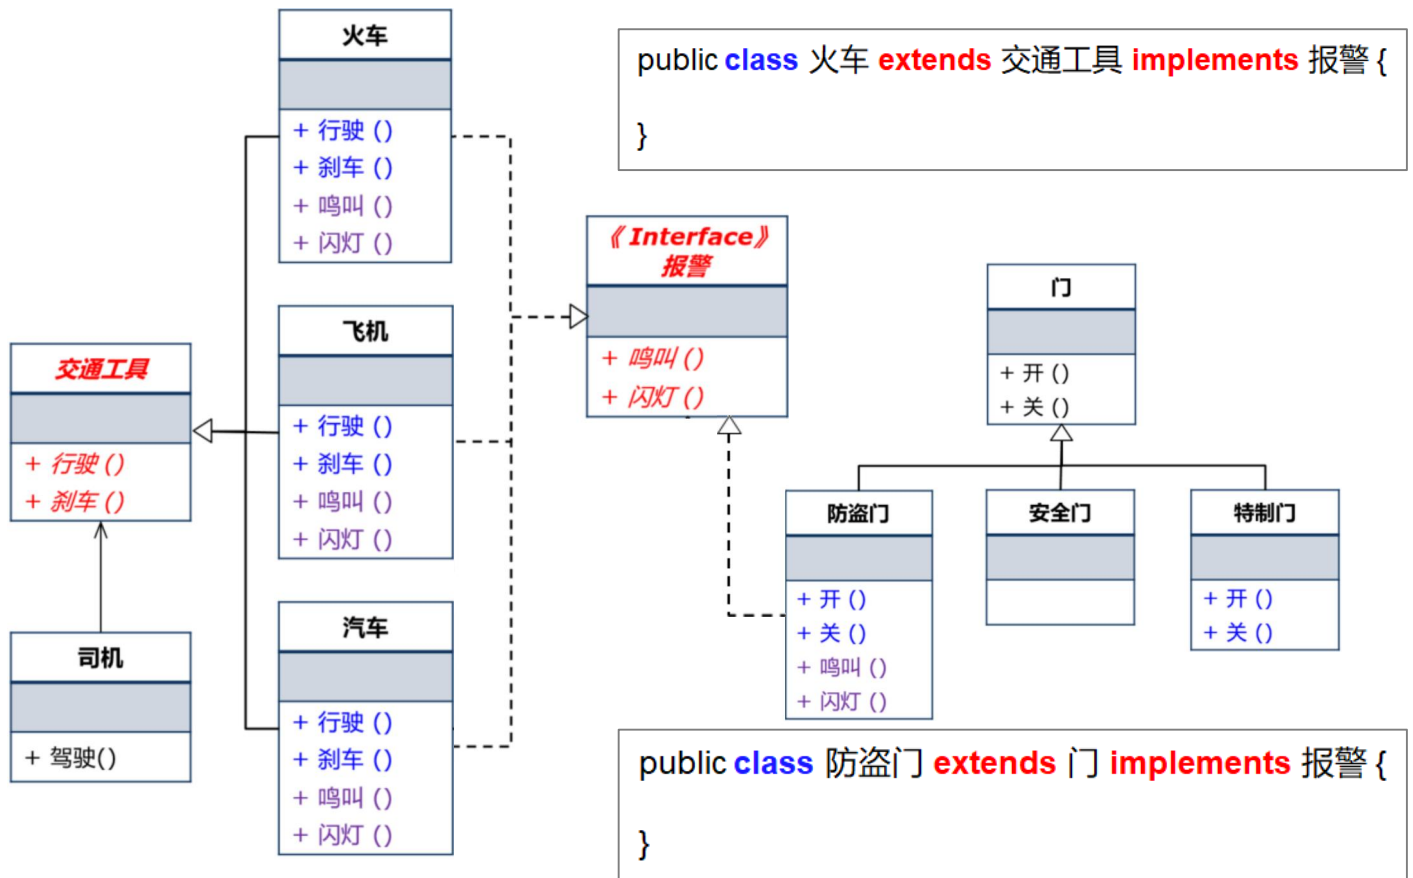 火车
+ 行驶 ()
+ 刹车 ()
+ 鸣叫 ()
+ 闪灯 ()
public class 火车 extends 交通工具 implements 报警 {
}
《 Interface》
报警
+ 鸣叫 ()
+ 闪灯 ()
门
+ 开 ()
+ 关 ()
飞机
+ 行驶 ()
+ 刹车 ()
+ 鸣叫 ()
+ 闪灯 ()
交通工具
+ 行驶 ()
+ 刹车 ()
防盗门
+ 开 ()
+ 关 ()
+ 鸣叫 ()
+ 闪灯 ()
安全门
特制门
+ 开 ()
+ 关 ()
汽车
+ 行驶 ()
+ 刹车 ()
+ 鸣叫 ()
+ 闪灯 ()
司机
+ 驾驶()
public class 防盗门 extends 门 implements 报警 {
}